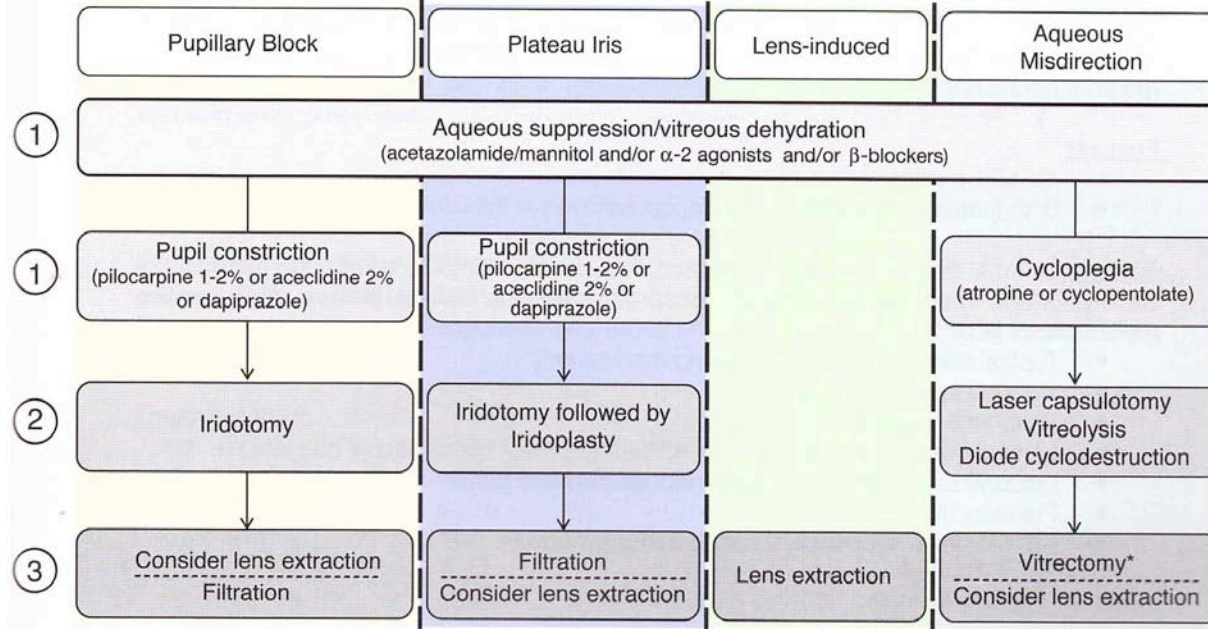 Pupillary Block
Plateau Iris
Lens-induced
Aqueous
Misdirection
1
Aqueous suppression/vitreous dehydration
(acetazolamide/mannitol and/or α-2 agonists and/or β-blockers)
1
Pupil constriction
(pilocarpine 1-2% or aceclidine 2%
or dapiprazole)
Pupil constriction
(pilocarpine 1-2% or
aceclidine 2% or
dapiprazole)
Cycloplegia
(atropine or cyclopentolate)
2
Iridotomy
Iridotomy followed by
Iridoplasty
Laser capsulotomy
Vitreolysis
Diode cyclodestruction
3
Consider lens extraction
Filtration
Filtration
Consider lens extraction
Lens extraction
Vitrectomy*
Consider lens extraction